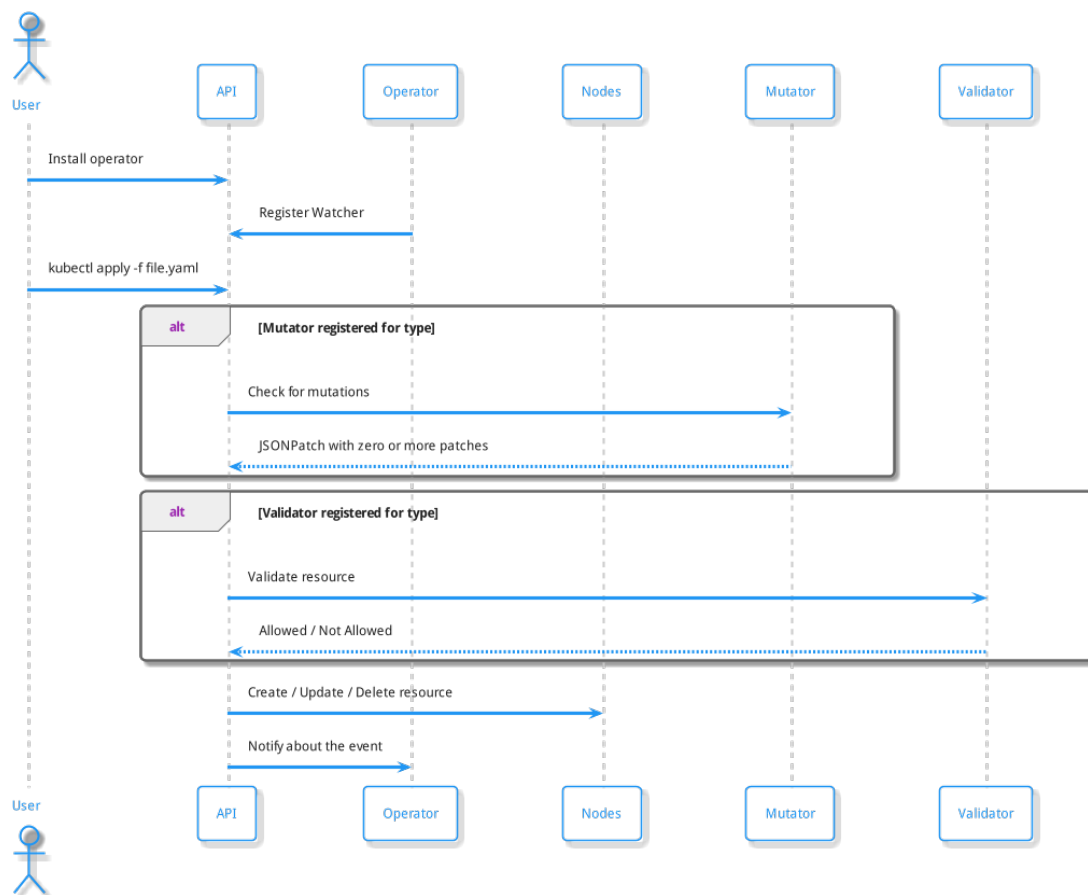 User
API
Operator
Nodes
Mutator
Validator
Install operator
Register Watcher
kubectl apply -f file.yaml
alt
[Mutator registered for type]
Check for mutations
JSONPatch with zero or more patches
alt
[Validator registered for type]
Validate resource
Allowed / Not Allowed
Create / Update / Delete resource
Notify about the event
User
API
Operator
Nodes
Mutator
Validator